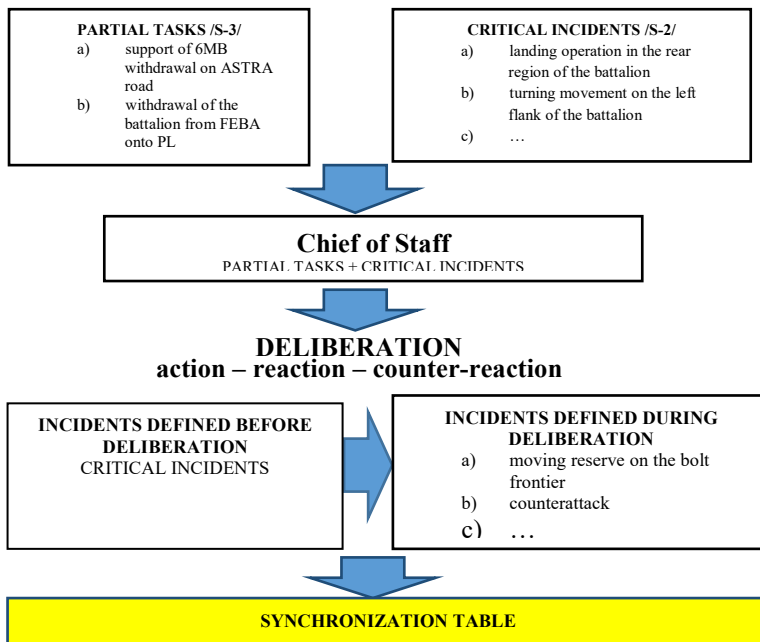 PARTIAL TASKS /S-3/
a) support of 6MB
withdrawal on ASTRA
road
b) withdrawal of the
battalion from FEBA
onto PL
CRITICAL INCIDENTS /S-2/
a) landing operation in the rear
region of the battalion
b) turning movement on the left
flank of the battalion
c) …
Chief of Staff
PARTIAL TASKS + CRITICAL INCIDENTS
DELIBERATION
action – reaction – counter-reaction
INCIDENTS DEFINED BEFORE
DELIBERATION
CRITICAL INCIDENTS
INCIDENTS DEFINED DURING
DELIBERATION
a) moving reserve on the bolt
frontier
b) counterattack
c) …
SYNCHRONIZATION TABLE